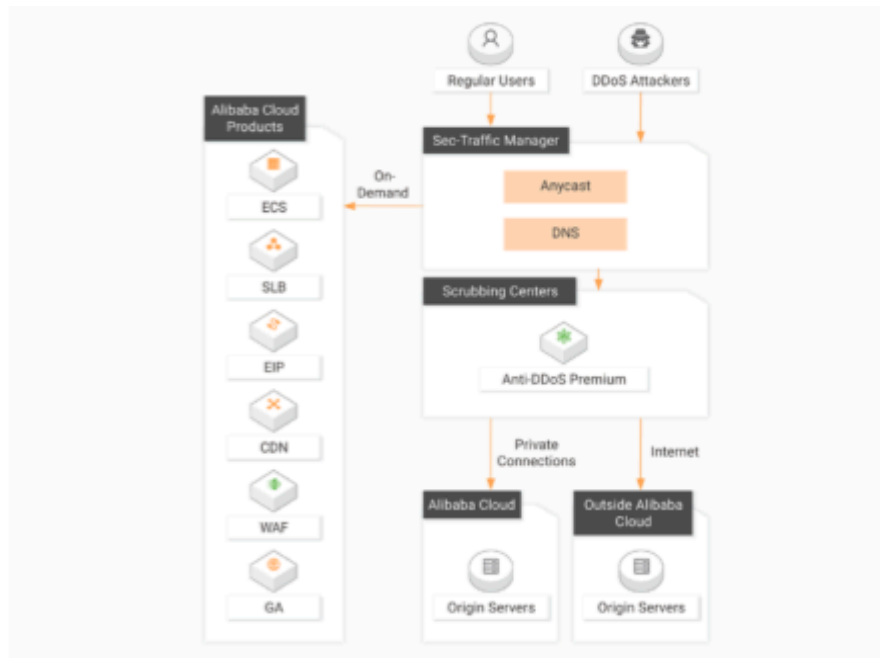 Regular Users
DDoS Attackers
Alibaba Cloud
Products
ECS
SLB
EIP
CDN
WAF
GA
On-
Demand
Sec-Traffic Manager
Anycast
DNS
Scrubbing Centers
Anti-DDoS Premium
Private
Connections
Internet
Alibaba Cloud
Origin Servers
Outside Alibaba
Cloud
Origin Servers